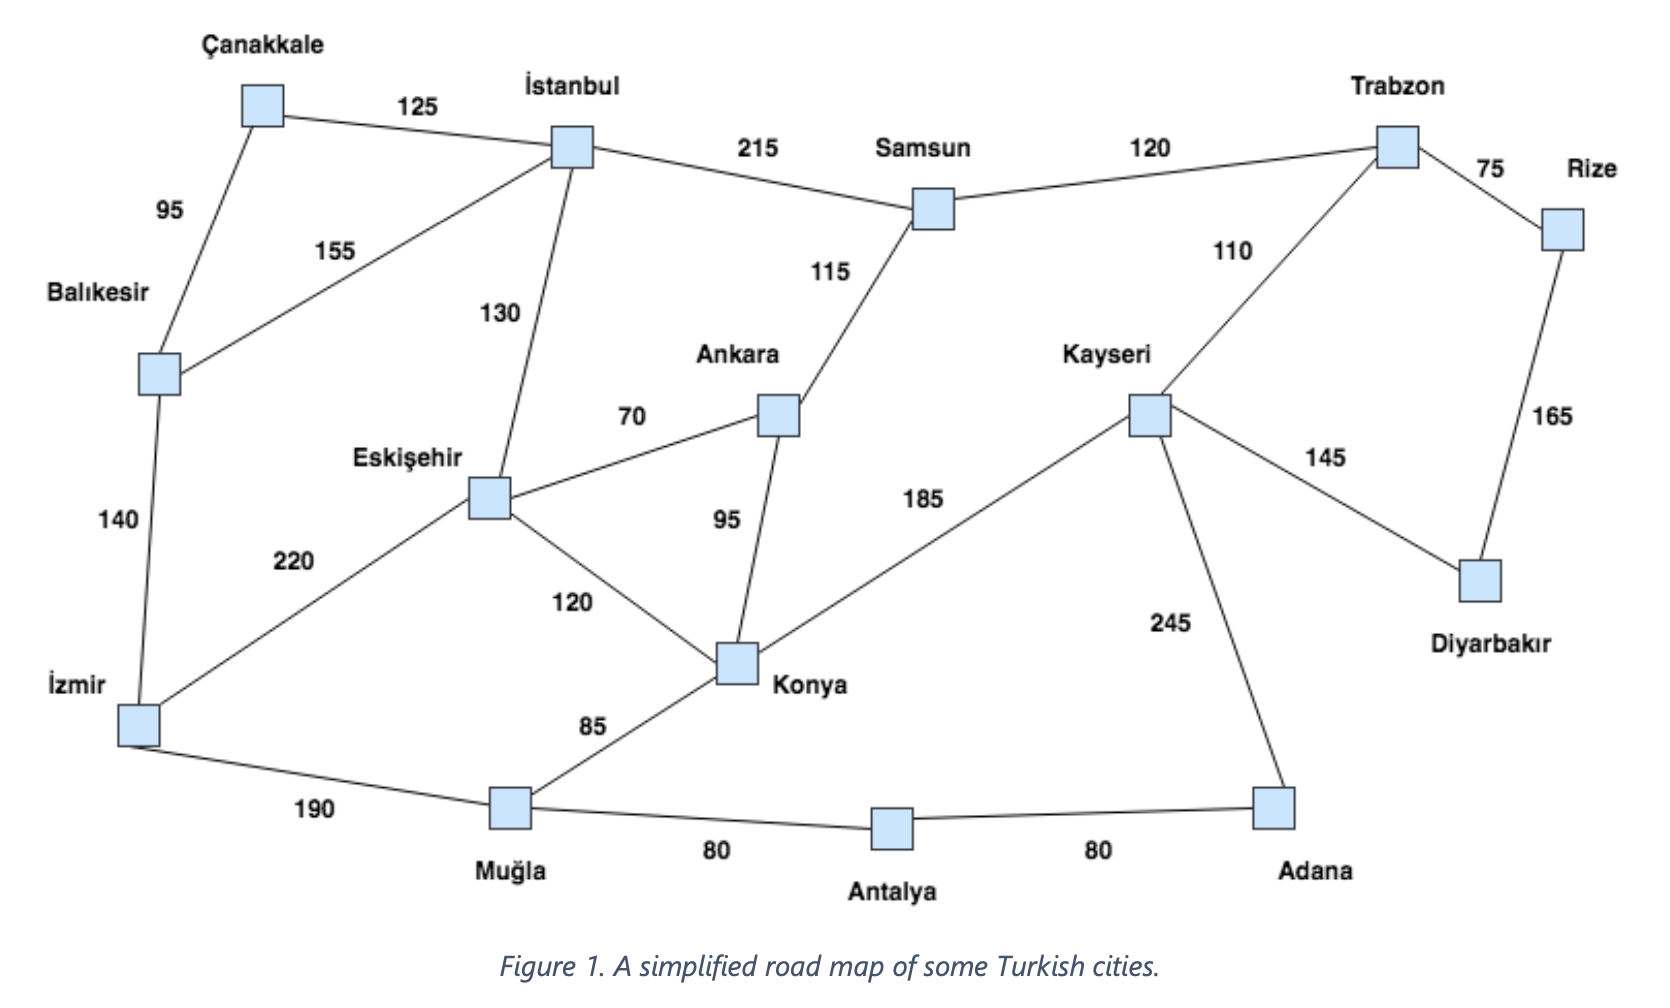 Çanakkale
İstanbul
Trabzon
125
215
Samsun
120
75
Rize
95
155
110
115
Balıkesir
130
Ankara
Kayseri
70
165
Eskişehir
145
185
140
95
220
120
245
Diyarbakır
İzmir
Konya
85
190
80
80
Muğla
Adana
Antalya
Figure 1. A simplified road map of some Turkish cities.